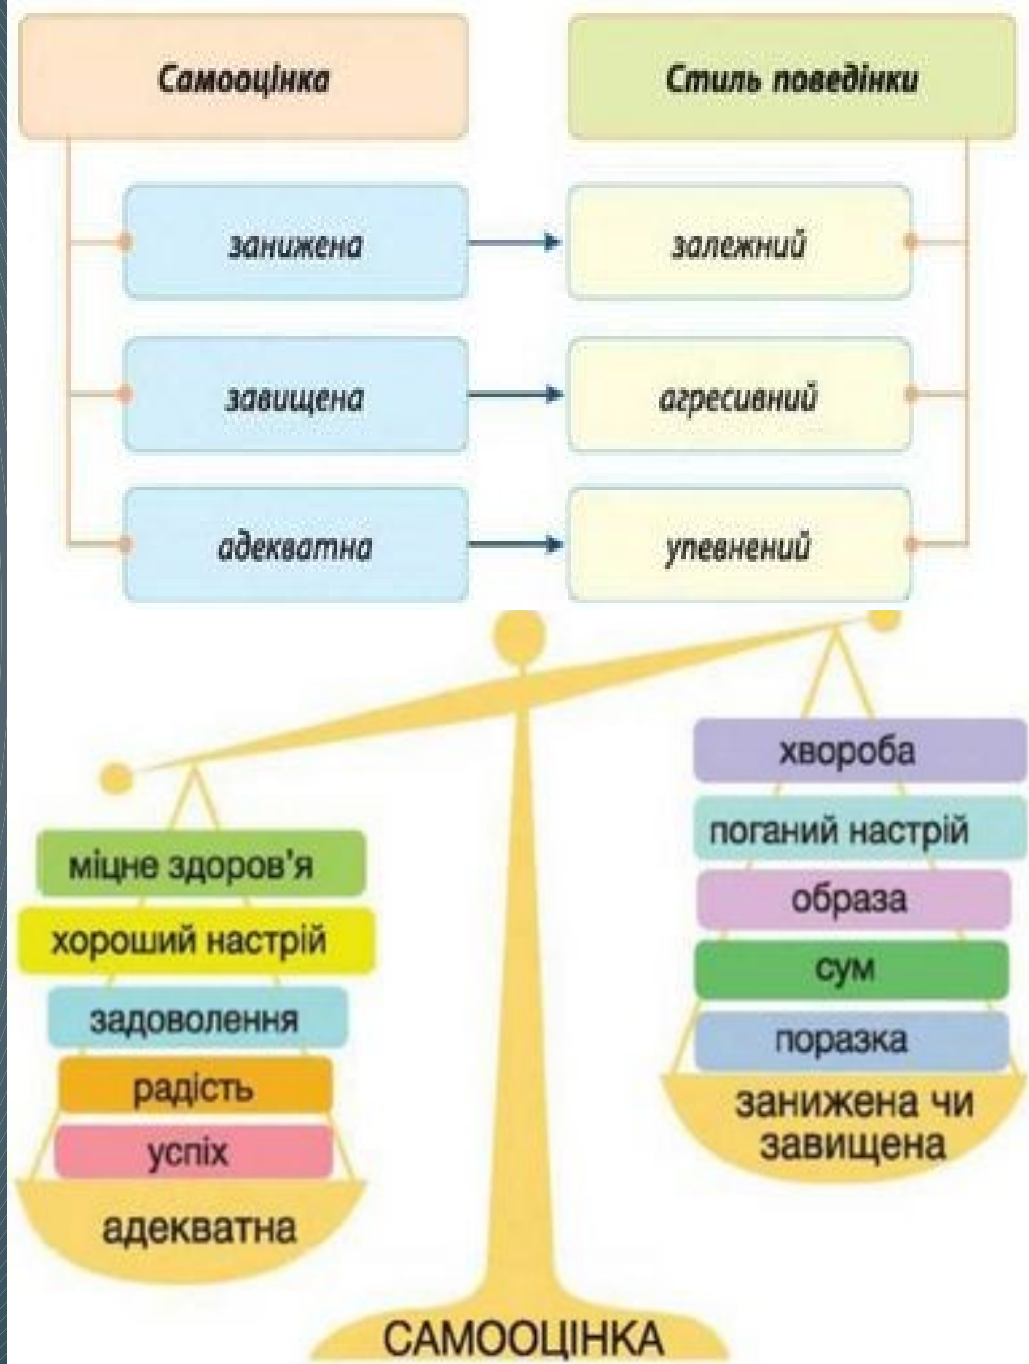 Самооцінка
Стиль поведінки
занижена
залежний
завищена
агресивний
адекватна
упевнений
міцне здоров’я
хороший настрій
задоволення
радість
успіх
адекватна
хвороба
поганий настрій
образа
сум
поразка
занижена чи
завищена
САМООЦІНКА